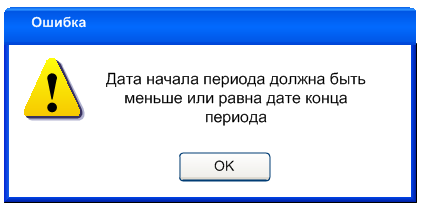 Ошибка
Дата начала периода должна быть
меньше или равна дате конца
периода
OK